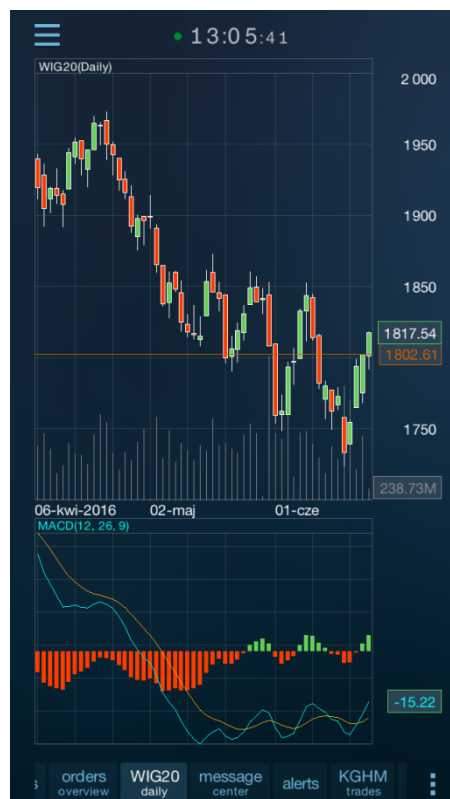 13:05:41
WIG20(Daily)
2 000
1950
1900
1850
1817.54
1802.61
1750
238.73M
06-kwi-2016 02-maj 01-cze
MACD(12, 26, 9)
-15.22
s orders WIG20 message alerts KGHM
overview daily center trades